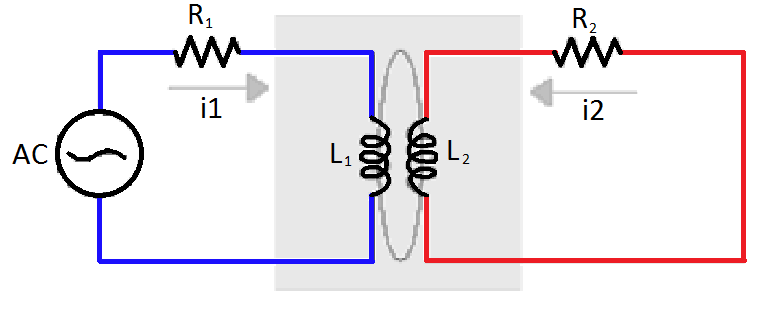 R₁
R₂
i1
i2
AC
L₁
L₂